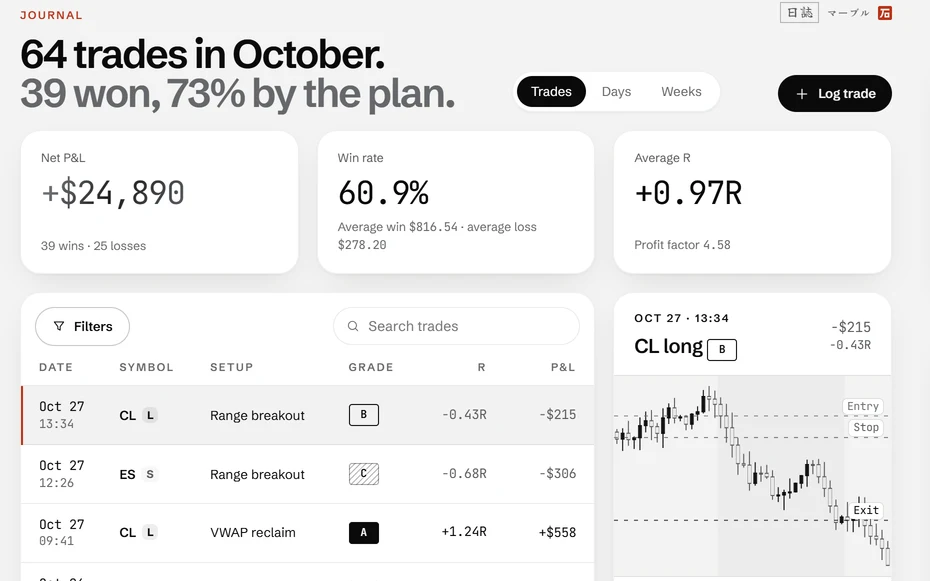 JOURNAL
日誌 マーブル 石
64 trades in October.
39 won, 73% by the plan.
Trades Days Weeks
+ Log trade
Net P&L
+$24,890
39 wins · 25 losses
Win rate
60.9%
Average win $816.54 · average loss
$278.20
Average R
+0.97R
Profit factor 4.58
Filters
Search trades
DATE SYMBOL SETUP GRADE R P&L
Oct 27
13:34
CL L Range breakout B -0.43R -$215
Oct 27
12:26
ES S Range breakout C -0.68R -$306
Oct 27
09:41
CL L VWAP reclaim A +1.24R +$558
OCT 27 · 13:34
CL long B
-$215
-0.43R
Entry
Stop
Exit